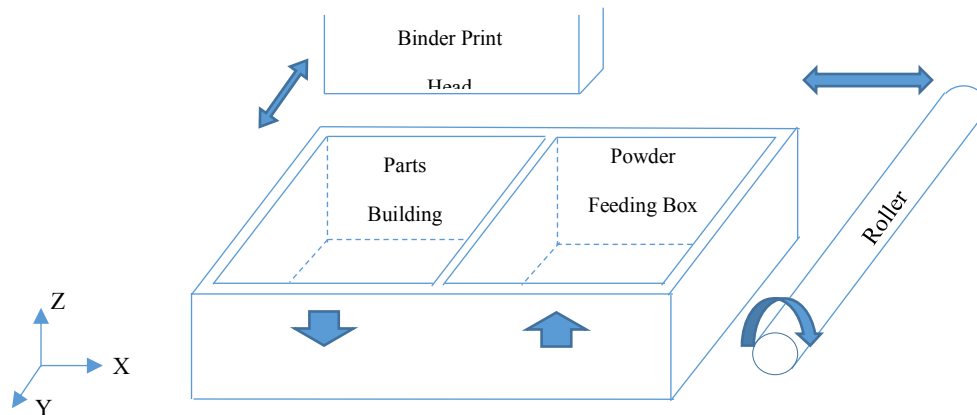 Binder Print
Head
Parts
Building
Powder
Feeding Box
Roller
Z
X
Y